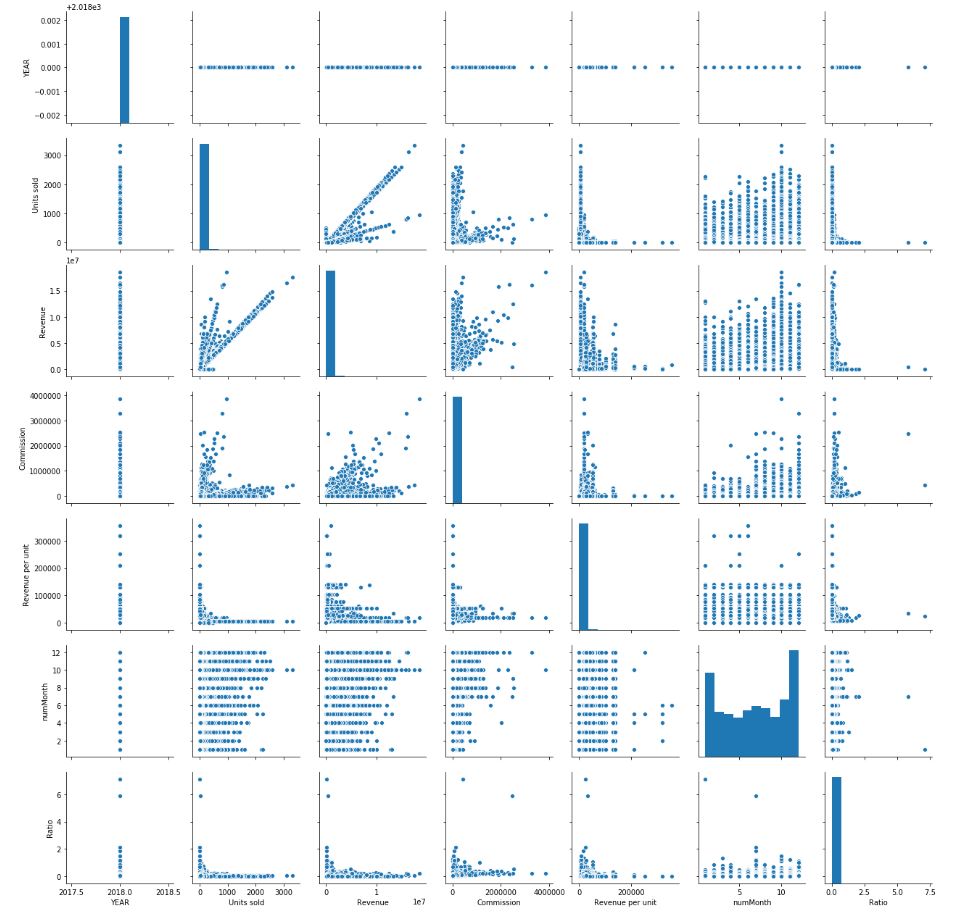 +2.018e3
0.002
0.001
0.000
−0.001
−0.002
YEAR
3000
2000
1000
0
Units sold
1e7
1.5
1.0
0.5
0.0
Revenue
4000000
3000000
2000000
1000000
0
Commission
300000
200000
100000
0
Revenue per unit
12
10
8
6
4
2
numMonth
6
4
2
0
Ratio
2017.5 2018.0 2018.5
0 1000 2000 3000
0 1
1e7
0 2000000 4000000
0 200000
5 10
0.0 2.5 5.0 7.5
YEAR
Units sold
Revenue
Commission
Revenue per unit
numMonth
Ratio